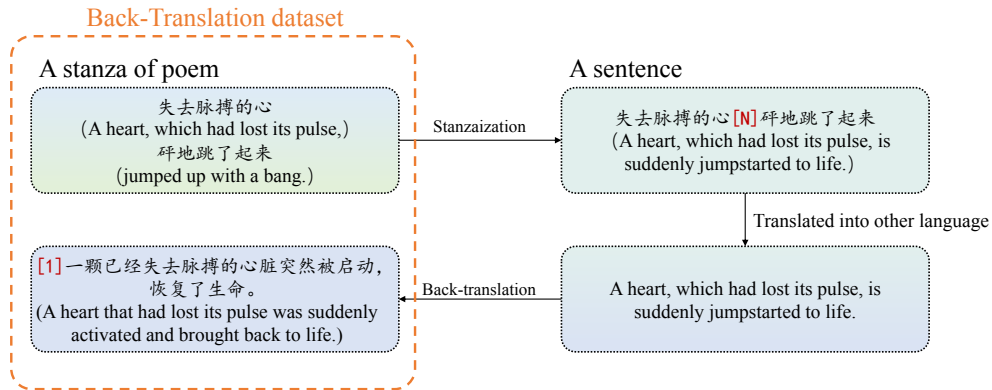 Back-Translation dataset
A stanza of poem
失去脉搏的心
(A heart, which had lost its pulse,)
砰地跳了起来
(jumped up with a bang.)
Stanzaization
A sentence
失去脉搏的心[N]砰地跳了起来
(A heart, which had lost its pulse, is
suddenly jumpstarted to life.)
Translated into other language
A heart, which had lost its pulse, is
suddenly jumpstarted to life.
Back-translation
[1]一颗已经失去脉搏的心脏突然被启动，
恢复了生命。
(A heart that had lost its pulse was suddenly
activated and brought back to life.)